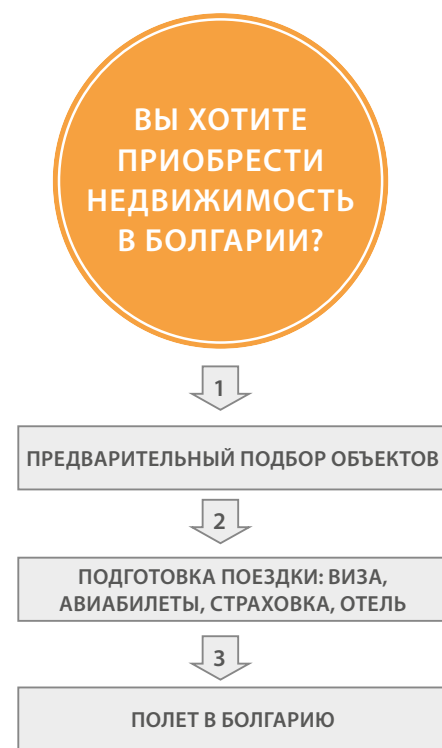 ВЫ ХОТИТЕ
ПРИОБРЕСТИ
НЕДВИЖИМОСТЬ
В БОЛГАРИИ?
1
ПРЕДВАРИТЕЛЬНЫЙ ПОДБОР ОБЪЕКТОВ
2
ПОДГОТОВКА ПОЕЗДКИ: ВИЗА,
АВИАБИЛЕТЫ, СТРАХОВКА, ОТЕЛЬ
3
ПОЛЕТ В БОЛГАРИЮ